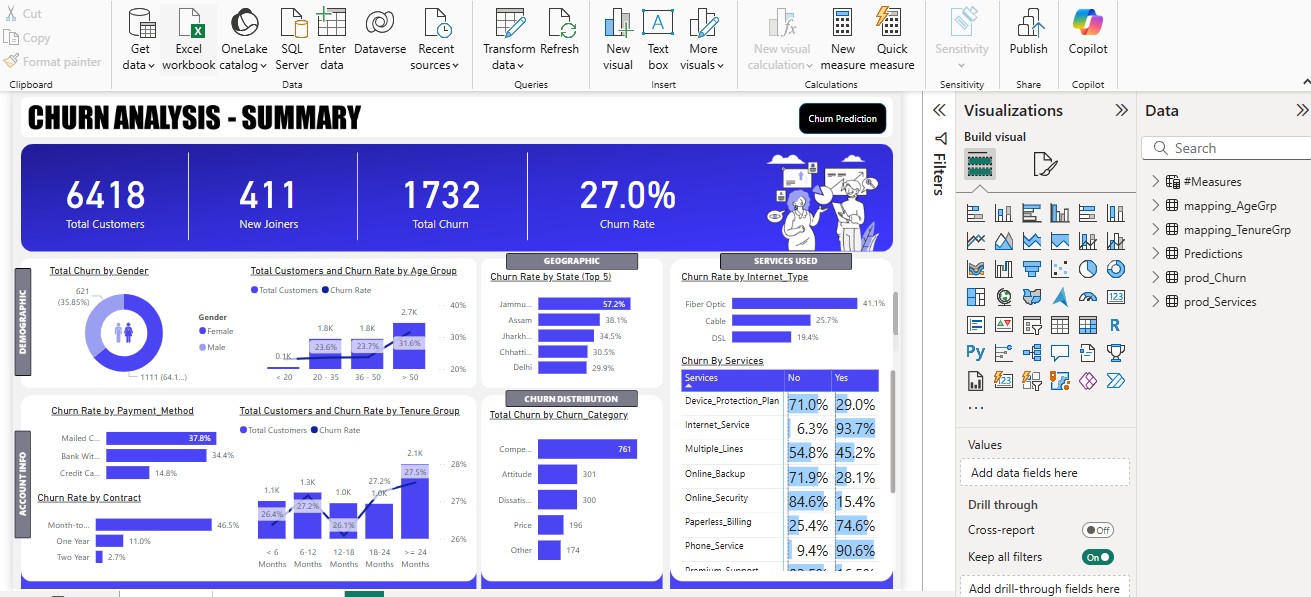 Cut
Copy
Format painter
Clipboard
Get data
Excel workbook
OneLake catalog
SQL Server
Enter data
Dataverse
Recent sources
Data
Transform data
Refresh
Queries
New visual
Text box
More visuals
Insert
New visual calculation
New measure
Quick measure
Calculations
Sensitivity
Sensitivity
Publish
Share
Copilot
Copilot
CHURN ANALYSIS - SUMMARY
Churn Prediction
6418
Total Customers
411
New Joiners
1732
Total Churn
27.0%
Churn Rate
DEMOGRAPHIC
Total Churn by Gender
621
(35.85%)
1111 (64.1...)
Gender
Female
Male
Total Customers and Churn Rate by Age Group
Total Customers Churn Rate
40%
30%
20%
0.1K 1.8K 1.8K 2.7K
23.6% 23.7% 31.6%
< 20 20 - 35 36 - 50 > 50
GEOGRAPHIC
Churn Rate by State (Top 5)
Jammu... 57.2%
Assam 38.1%
Jharkh... 34.5%
Chhatti... 30.5%
Delhi 29.9%
SERVICES USED
Churn Rate by Internet_Type
Fiber Optic 41.1%
Cable 25.7%
DSL 19.4%
Churn By Services
Services No Yes
Device_Protection_Plan 71.0% 29.0%
Internet_Service 6.3% 93.7%
Multiple_Lines 54.8% 45.2%
Online_Backup 71.9% 28.1%
Online_Security 84.6% 15.4%
Paperless_Billing 25.4% 74.6%
Phone_Service 9.4% 90.6%
Premium_Support
ACCOUNT INFO
Churn Rate by Payment_Method
Mailed C... 37.8%
Bank Wit... 34.4%
Credit Ca... 14.8%
Churn Rate by Contract
Month-to... 46.5%
One Year 11.0%
Two Year 2.7%
Total Customers and Churn Rate by Tenure Group
Total Customers Churn Rate
28%
27%
26%
1.1K 1.3K 1.0K 1.0K 2.1K
26.4% 27.2% 26.1% 27.2% 27.5%
< 6 Months
6-12 Months
12-18 Months
18-24 Months
>= 24 Months
CHURN DISTRIBUTION
Total Churn by Churn_Category
Compe... 761
Attitude 301
Dissatis... 300
Price 196
Other 174
Filters
Visualizations
Build visual
123
R
Py
123
...
Values
Add data fields here
Drill through
Cross-report Off
Keep all filters On
Add drill-through fields here
Data
Search
#Measures
mapping_AgeGrp
mapping_TenureGrp
Predictions
prod_Churn
prod_Services